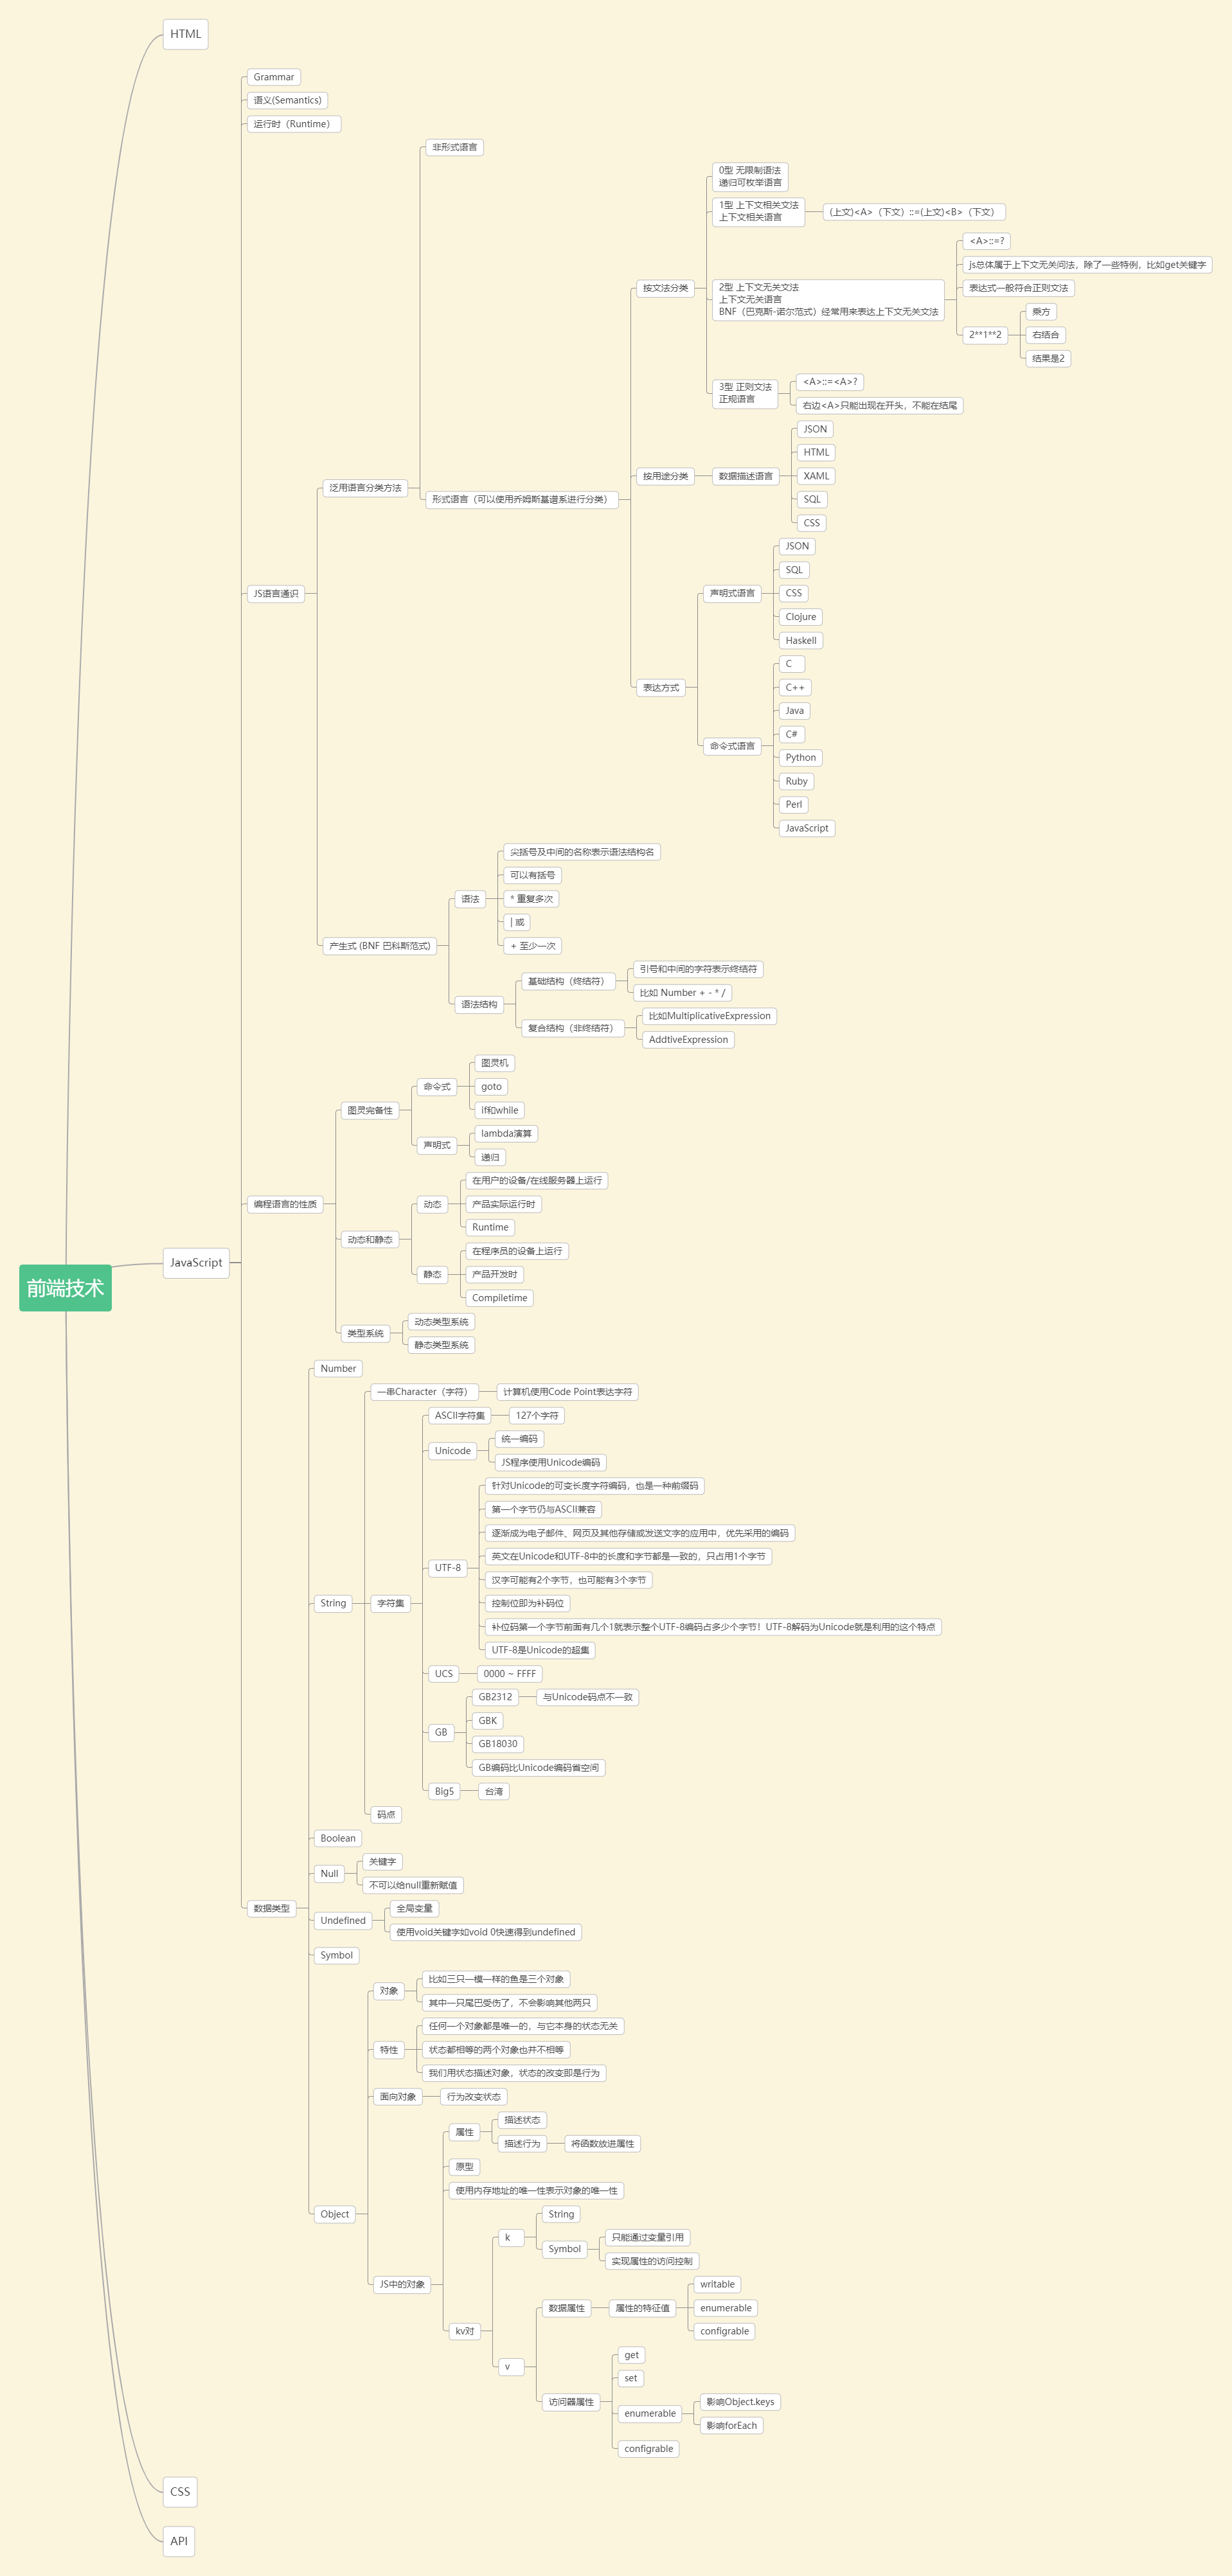 前端技术
HTML
JavaScript
Grammar
语义(Semantics)
运行时（Runtime）
JS语言通识
泛用语言分类方法
非形式语言
形式语言（可以使用乔姆斯基谱系进行分类）
按文法分类
0型 无限制语法
递归可枚举语言
1型 上下文相关文法
上下文相关语言
(上文)<A>（下文）::=(上文)<B>（下文）
2型 上下文无关文法
上下文无关语言
BNF（巴克斯-诺尔范式）经常用来表达上下文无关文法
<A>::=?
js总体属于上下文无关问法，除了一些特例，比如get关键字
表达式一般符合正则文法
2**1**2
乘方
右结合
结果是2
3型 正则文法
正规语言
<A>::=<A>?
右边<A>只能出现在开头，不能在结尾
按用途分类
数据描述语言
JSON
HTML
XAML
SQL
CSS
表达方式
声明式语言
JSON
SQL
CSS
Clojure
Haskell
命令式语言
C
C++
Java
C#
Python
Ruby
Perl
JavaScript
产生式 (BNF 巴科斯范式)
语法
尖括号及中间的名称表示语法结构名
可以有括号
* 重复多次
| 或
+ 至少一次
语法结构
基础结构（终结符）
引号和中间的字符表示终结符
比如 Number + - * /
复合结构（非终结符）
比如MultiplicativeExpression
AddtiveExpression
编程语言的性质
图灵完备性
命令式
图灵机
goto
if和while
声明式
lambda演算
递归
动态和静态
动态
在用户的设备/在线服务器上运行
产品实际运行时
Runtime
静态
在程序员的设备上运行
产品开发时
Compiletime
类型系统
动态类型系统
静态类型系统
数据类型
Number
String
一串Character（字符）
计算机使用Code Point表达字符
字符集
ASCII字符集
127个字符
Unicode
统一编码
JS程序使用Unicode编码
UTF-8
针对Unicode的可变长度字符编码，也是一种前缀码
第一个字节仍与ASCII兼容
逐渐成为电子邮件、网页及其他存储或发送文字的应用中，优先采用的编码
英文在Unicode和UTF-8中的长度和字节都是一致的，只占用1个字节
汉字可能有2个字节，也可能有3个字节
控制位即为补码位
补位码第一个字节前面有几个1就表示整个UTF-8编码占多少个字节！UTF-8解码为Unicode就是利用的这个特点
UTF-8是Unicode的超集
UCS
0000 ~ FFFF
GB
GB2312
与Unicode码点不一致
GBK
GB18030
GB编码比Unicode编码省空间
Big5
台湾
码点
Boolean
Null
关键字
不可以给null重新赋值
Undefined
全局变量
使用void关键字如void 0快速得到undefined
Symbol
Object
对象
比如三只一模一样的鱼是三个对象
其中一只尾巴受伤了，不会影响其他两只
特性
任何一个对象都是唯一的，与它本身的状态无关
状态都相等的两个对象也并不相等
我们用状态描述对象，状态的改变即是行为
面向对象
行为改变状态
JS中的对象
属性
描述状态
描述行为
将函数放进属性
原型
使用内存地址的唯一性表示对象的唯一性
kv对
k
String
Symbol
只能通过变量引用
实现属性的访问控制
v
数据属性
属性的特征值
writable
enumerable
configrable
访问器属性
get
set
enumerable
影响Object.keys
影响forEach
configrable
CSS
API